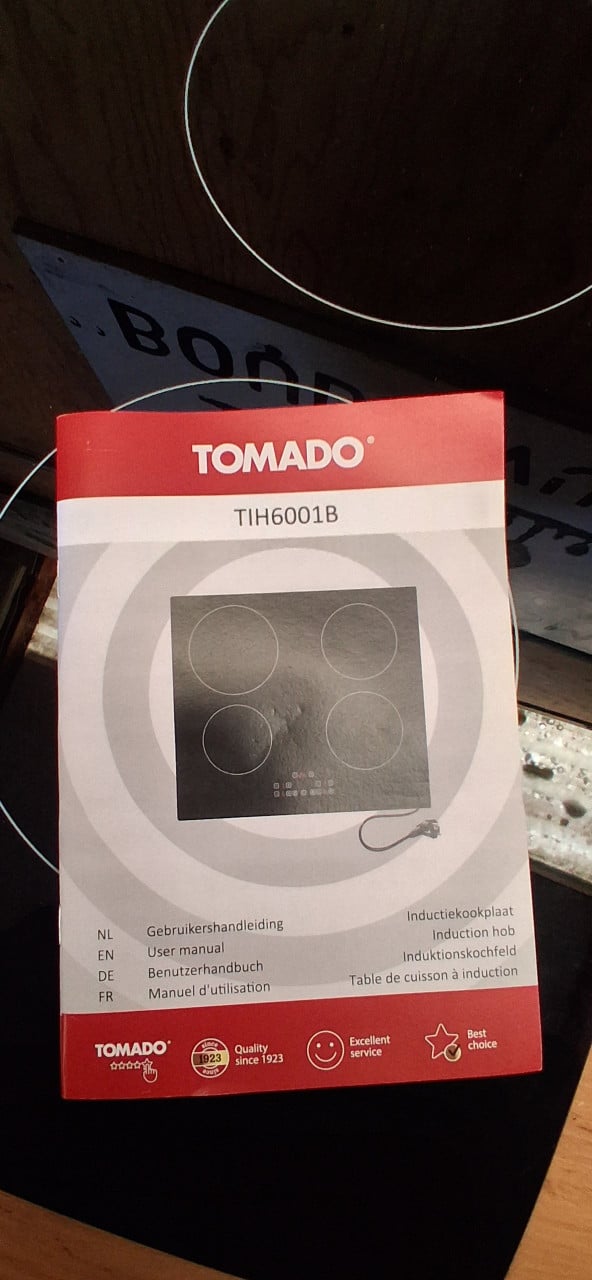 TOMADO®
TIH6001B
NL Gebruikershandleiding Inductiekookplaat
EN User manual Induction hob
DE Benutzerhandbuch Induktionskochfeld
FR Manuel d'utilisation Table de cuisson à induction
TOMADO®
since 1923
Quality
since 1923
Excellent
service
Best
choice